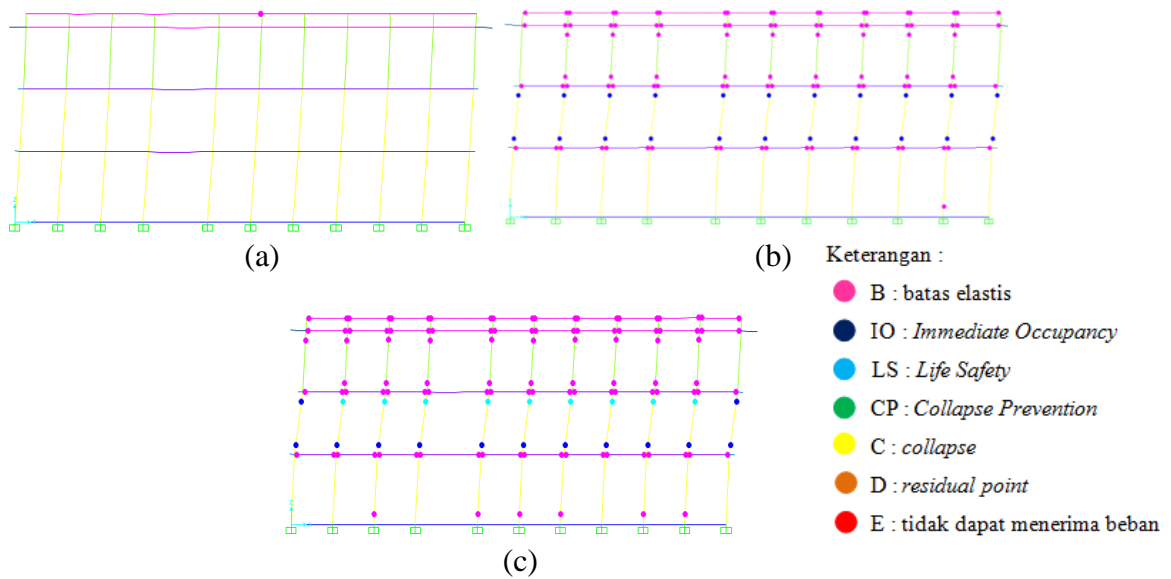 (a)
(b)
Keterangan :
B : batas elastis
IO : Immediate Occupancy
LS : Life Safety
CP : Collapse Prevention
C : collapse
D : residual point
E : tidak dapat menerima beban
(c)